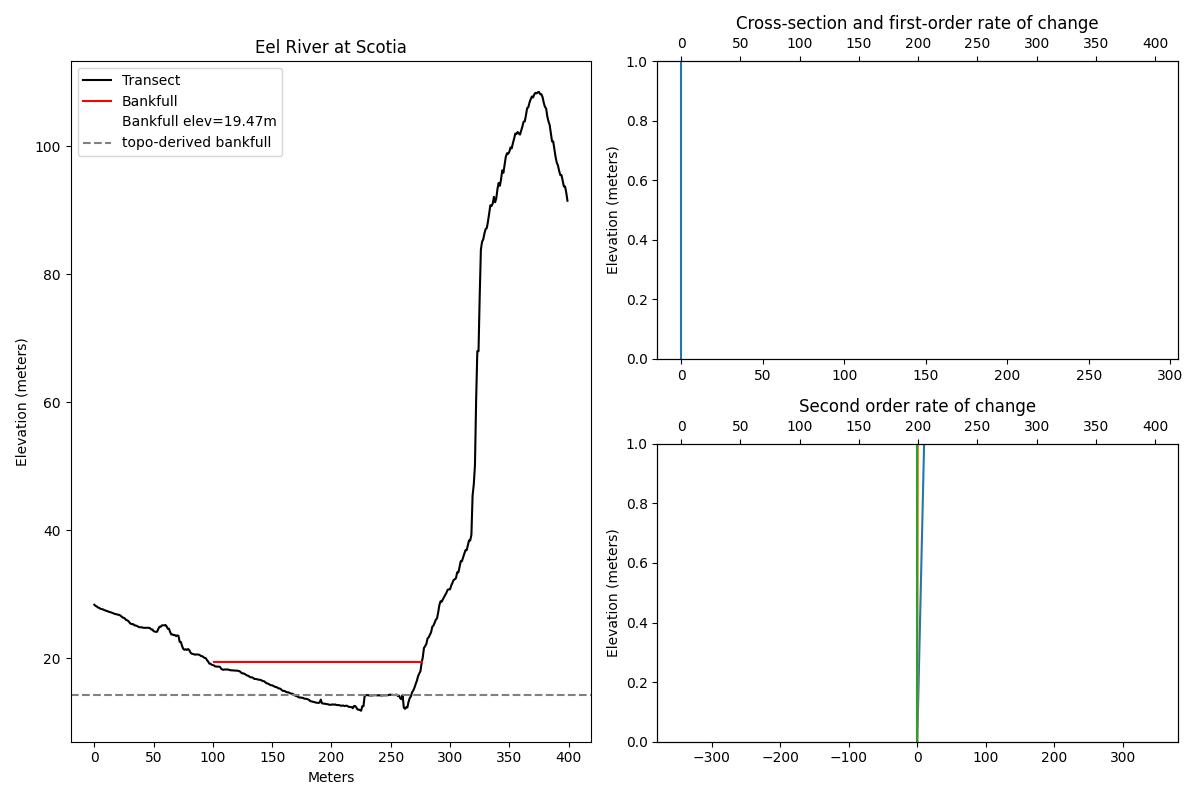 Eel River at Scotia
Transect
Bankfull
Bankfull elev=19.47m
topo-derived bankfull
Elevation (meters)
100
80
60
40
20
0 50 100 150 200 250 300 350 400
Meters
Cross-section and first-order rate of change
0 50 100 150 200 250 300 350 400
Elevation (meters)
1.0
0.8
0.6
0.4
0.2
0.0
0 50 100 150 200 250 300
Second order rate of change
0 50 100 150 200 250 300 350 400
Elevation (meters)
1.0
0.8
0.6
0.4
0.2
0.0
−300 −200 −100 0 100 200 300